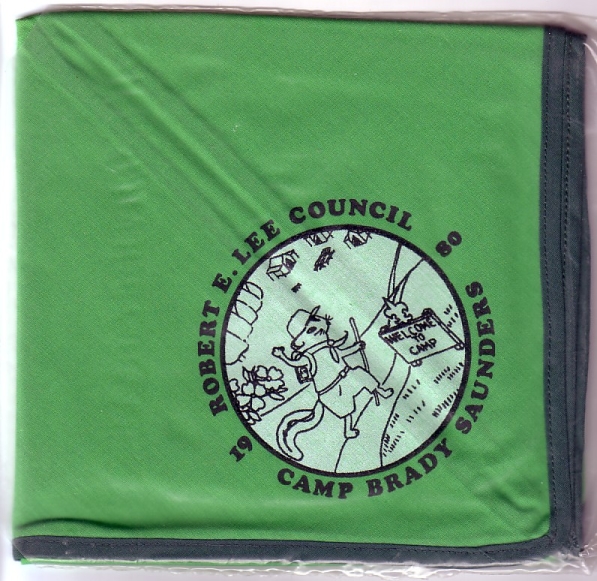 ROBERT E. LEE COUNCIL
19 80
CAMP BRADY SAUNDERS
WELCOME
TO
CAMP